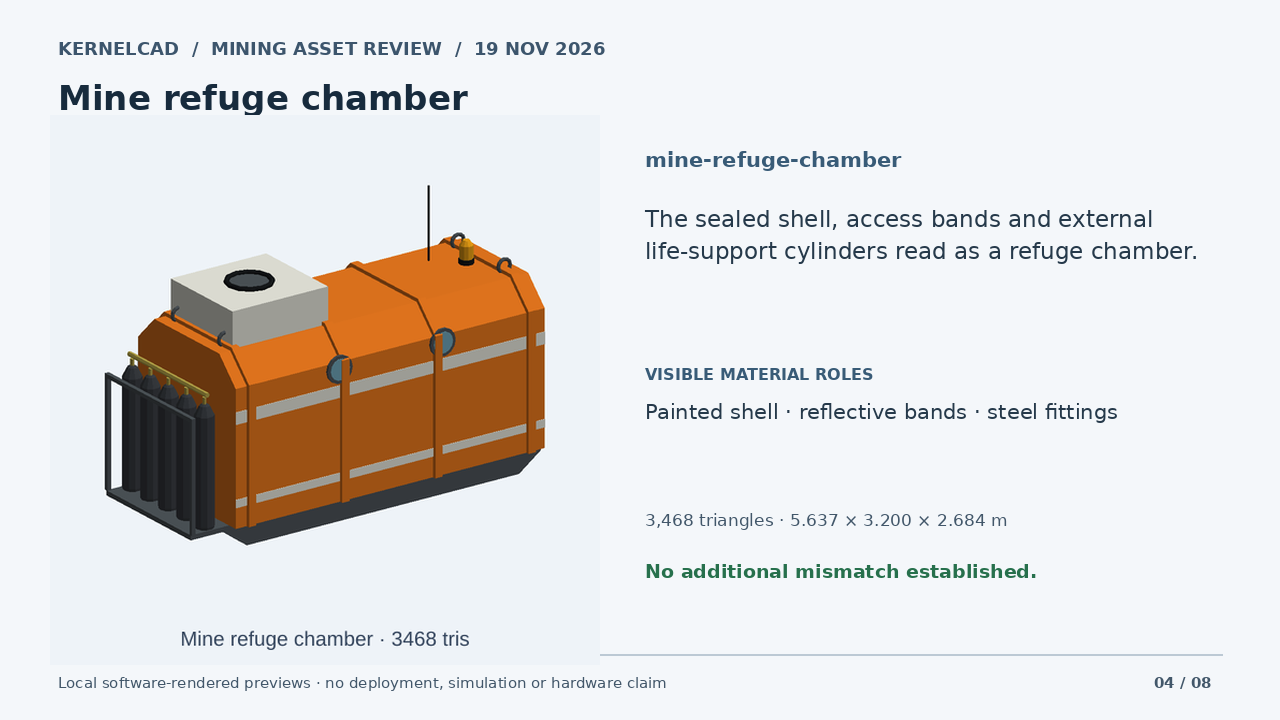 KERNELCAD / MINING ASSET REVIEW / 19 NOV 2026
Mine refuge chamber
mine-refuge-chamber
The sealed shell, access bands and external
life-support cylinders read as a refuge chamber.
VISIBLE MATERIAL ROLES
Painted shell · reflective bands · steel fittings
3,468 triangles · 5.637 × 3.200 × 2.684 m
No additional mismatch established.
Mine refuge chamber · 3468 tris
Local software-rendered previews · no deployment, simulation or hardware claim
04 / 08